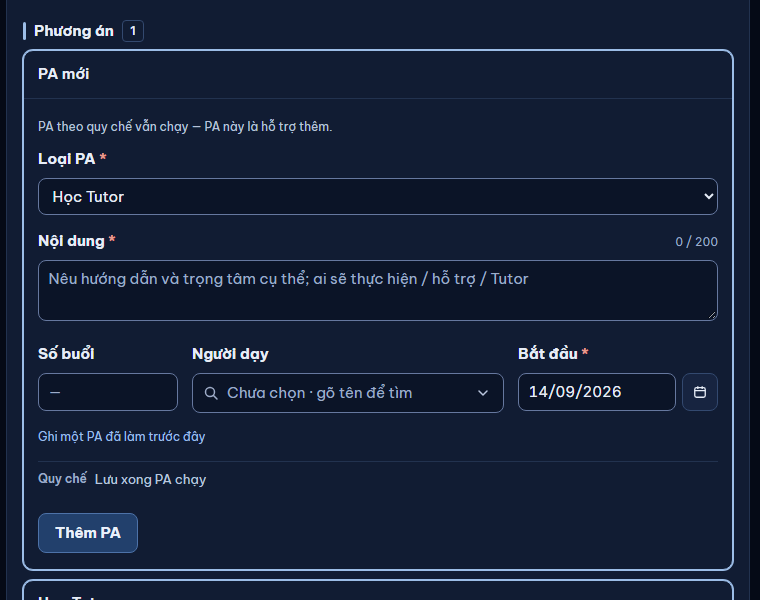 Phương án 1
PA mới
PA theo quy chế vẫn chạy — PA này là hỗ trợ thêm.
Loại PA *
Học Tutor
Nội dung * 0 / 200
Nêu hướng dẫn và trọng tâm cụ thể; ai sẽ thực hiện / hỗ trợ / Tutor
Số buổi Người dạy Bắt đầu *
— Chưa chọn · gõ tên để tìm 14/09/2026
Ghi một PA đã làm trước đây
Quy chế Lưu xong PA chạy
Thêm PA